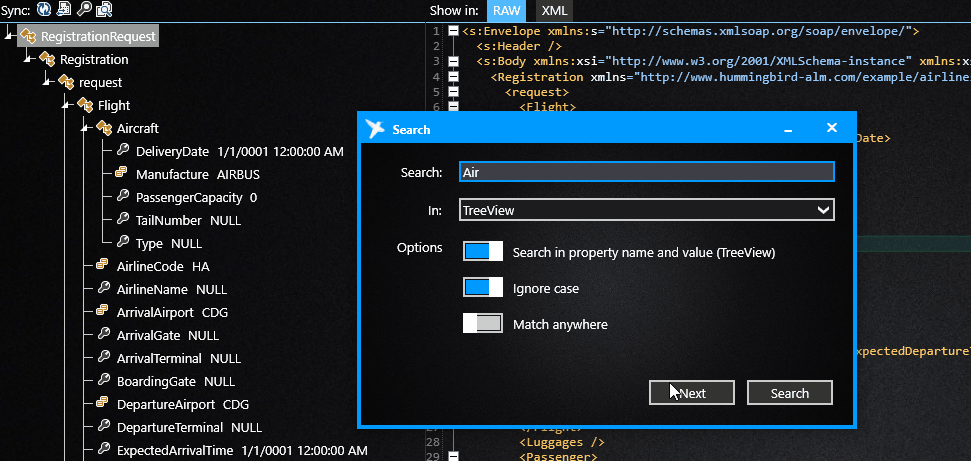 Sync:
Show in: RAW XML
RegistrationRequest
Registration
request
Flight
Aircraft
DeliveryDate 1/1/0001 12:00:00 AM
Manufacture AIRBUS
PassengerCapacity 0
TailNumber NULL
Type NULL
AirlineCode HA
AirlineName NULL
ArrivalAirport CDG
ArrivalGate NULL
ArrivalTerminal NULL
BoardingGate NULL
DepartureAirport CDG
DepartureTerminal NULL
ExpectedArrivalTime 1/1/0001 12:00:00 AM
1 <s:Envelope xmlns:s="http://schemas.xmlsoap.org/soap/envelope/">
2 <s:Header />
3 <s:Body xmlns:xsi="http://www.w3.org/2001/XMLSchema-instance" xmlns:xs
4 <Registration xmlns="http://www.hummingbird-alm.com/example/airlines
5 <request>
6 <Flight>
Date>
xpectedDeparture
Search
Search: Air
In: TreeView
Options
Search in property name and value (TreeView)
Ignore case
Match anywhere
Next
Search
</Flight>
28 <Luggages />
29 <Passenger>